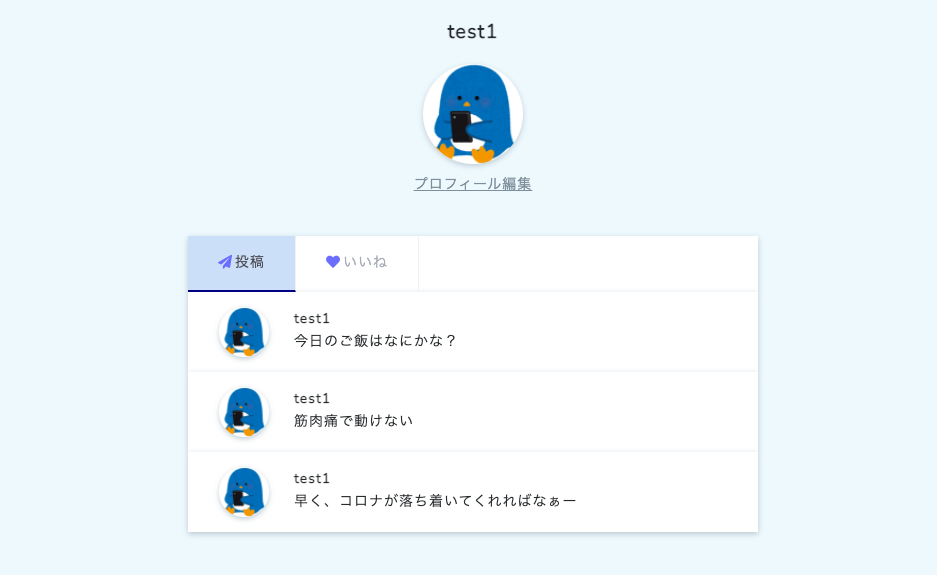 test1
プロフィール編集
投稿 いいね
test1
今日のご飯はなにかな？
test1
筋肉痛で動けない
test1
早く、コロナが落ち着いてくれればなぁー